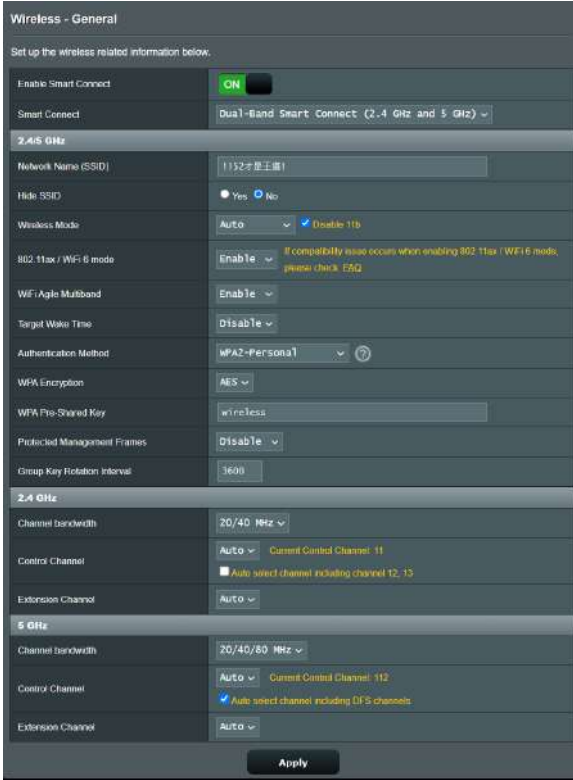 Wireless - General
Set up the wireless related information below.
Enable Smart Connect ON
Smart Connect Dual-Band Smart Connect (2.4 GHz and 5 GHz)
2.4/5 GHz
Network Name (SSID) !152才是王道!
Hide SSID Yes No
Wireless Mode Auto Disable 11b
802.11ax / WiFi 6 mode Enable If compatibility issue occurs when enabling 802.11ax / WiFi 6 mode,
please check: FAQ
WiFi Agile Multiband Enable
Target Wake Time Disable
Authentication Method WPA2-Personal ?
WPA Encryption AES
WPA Pre-Shared Key wireless
Protected Management Frames Disable
Group Key Rotation Interval 3600
2.4 GHz
Channel bandwidth 20/40 MHz
Control Channel Auto Current Control Channel: 11
Auto select channel including channel 12, 13
Extension Channel Auto
5 GHz
Channel bandwidth 20/40/80 MHz
Control Channel Auto Current Control Channel: 112
Auto select channel including DFS channels
Extension Channel Auto
Apply